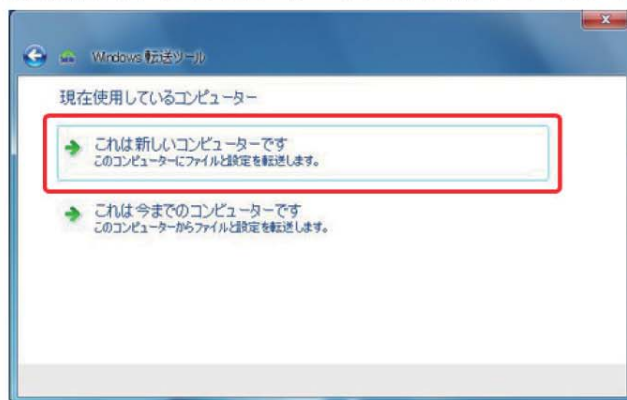 Windows 転送ツール
現在使用しているコンピューター
これは新しいコンピューターです
このコンピューターにファイルと設定を転送します。
これは今までのコンピューターです
このコンピューターからファイルと設定を転送します。